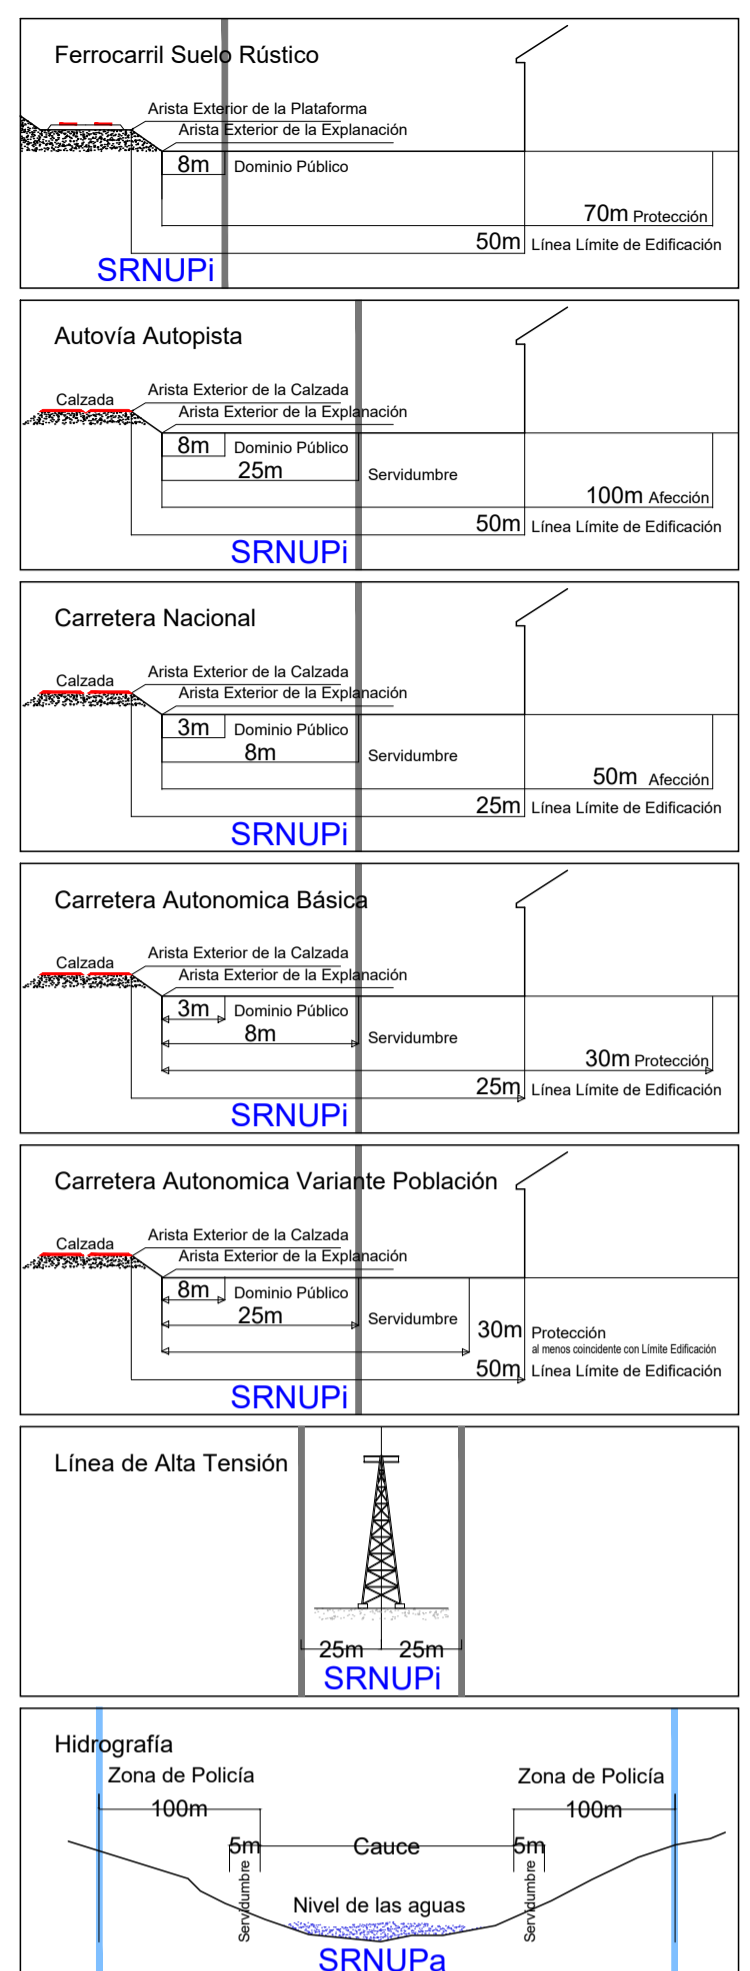 Ferrocarril Suelo Rústico
Arista Exterior de la Plataforma
Arista Exterior de la Explanación
8m Dominio Público
70m Protección
50m Línea Límite de Edificación
SRNUPi
Autovía Autopista
Calzada
Arista Exterior de la Calzada
Arista Exterior de la Explanación
8m Dominio Público
25m Servidumbre
100m Afección
50m Línea Límite de Edificación
SRNUPi
Carretera Nacional
Calzada
Arista Exterior de la Calzada
Arista Exterior de la Explanación
3m Dominio Público
8m Servidumbre
50m Afección
25m Línea Límite de Edificación
SRNUPi
Carretera Autonomica Básica
Calzada
Arista Exterior de la Calzada
Arista Exterior de la Explanación
3m Dominio Público
8m Servidumbre
30m Protección
25m Línea Límite de Edificación
SRNUPi
Carretera Autonomica Variante Población
Calzada
Arista Exterior de la Calzada
Arista Exterior de la Explanación
8m Dominio Público
25m Servidumbre
30m Protección
al menos coincidente con Límite Edificación
50m Línea Límite de Edificación
SRNUPi
Línea de Alta Tensión
25m 25m
SRNUPi
Hidrografía
Zona de Policía Zona de Policía
100m 100m
5m Cauce 5m
Servidumbre Servidumbre
Nivel de las aguas
SRNUPa